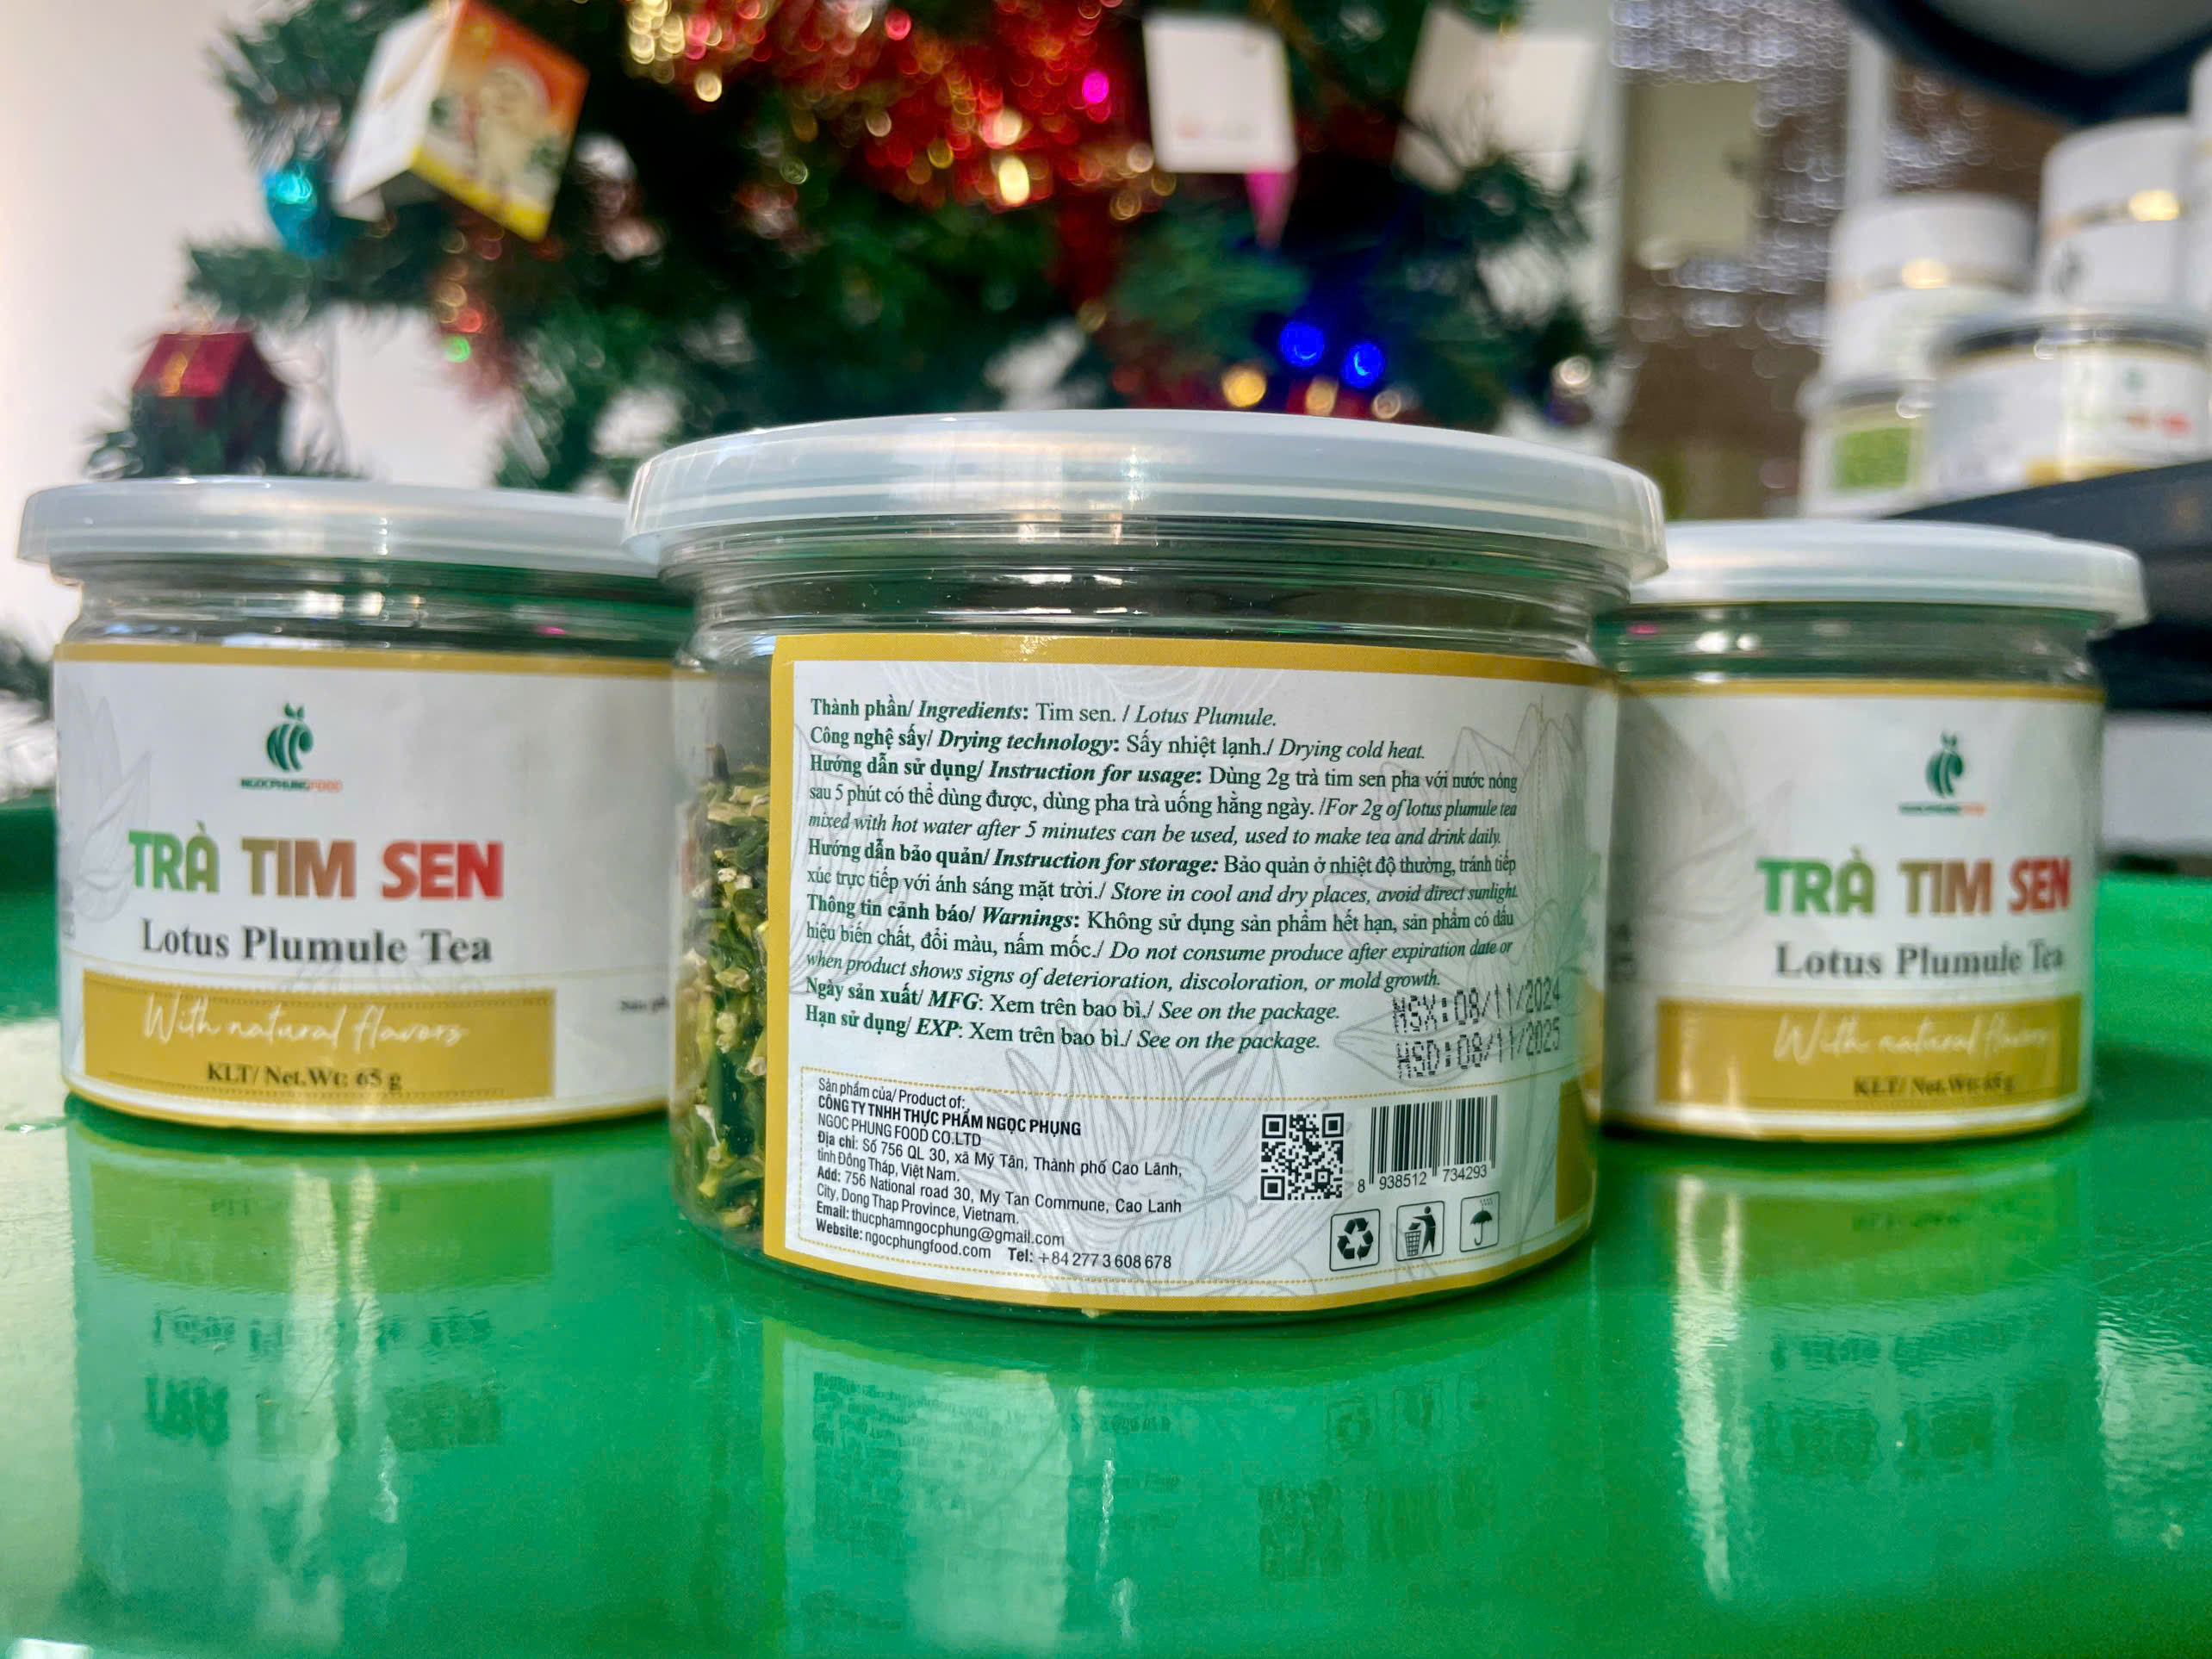 NGOCPHUNGFOOD
TRÀ TIM SEN
Lotus Plumule Tea
With natural flavors
KLT/ Net.Wt: 65 g
Thành phần/ Ingredients: Tim sen. / Lotus Plumule.
Công nghệ sấy/ Drying technology: Sấy nhiệt lạnh./ Drying cold heat.
Hướng dẫn sử dụng/ Instruction for usage: Dùng 2g trà tim sen pha với nước nóng
sau 5 phút có thể dùng được, dùng pha trà uống hằng ngày. /For 2g of lotus plumule tea
mixed with hot water after 5 minutes can be used, used to make tea and drink daily.
Hướng dẫn bảo quản/ Instruction for storage: Bảo quản ở nhiệt độ thường, tránh tiếp
xúc trực tiếp với ánh sáng mặt trời./ Store in cool and dry places, avoid direct sunlight.
Thông tin cảnh báo/ Warnings: Không sử dụng sản phẩm hết hạn, sản phẩm có dấu
hiệu biến chất, đổi màu, nấm mốc./ Do not consume produce after expiration date or
when product shows signs of deterioration, discoloration, or mold growth.
Ngày sản xuất/ MFG: Xem trên bao bì./ See on the package.
Hạn sử dụng/ EXP: Xem trên bao bì./ See on the package.
NSX:08/11/2024
HSD:08/11/2025
Sản phẩm của/ Product of:
CÔNG TY TNHH THỰC PHẨM NGỌC PHỤNG
NGOC PHUNG FOOD CO.LTD
Địa chỉ: Số 756 QL 30, xã Mỹ Tân, Thành phố Cao Lãnh,
tỉnh Đồng Tháp, Việt Nam.
Add: 756 National road 30, My Tan Commune, Cao Lanh
City, Dong Thap Province, Vietnam.
Email: thucphamngocphung@gmail.com
Website: ngocphungfood.com Tel: +84 277 3 608 678
8 938512 734293
TRÀ TIM SEN
Lotus Plumule Tea
With natural flavors
KLT/ Net.Wt: 65 g
TRÀ TIM SEN